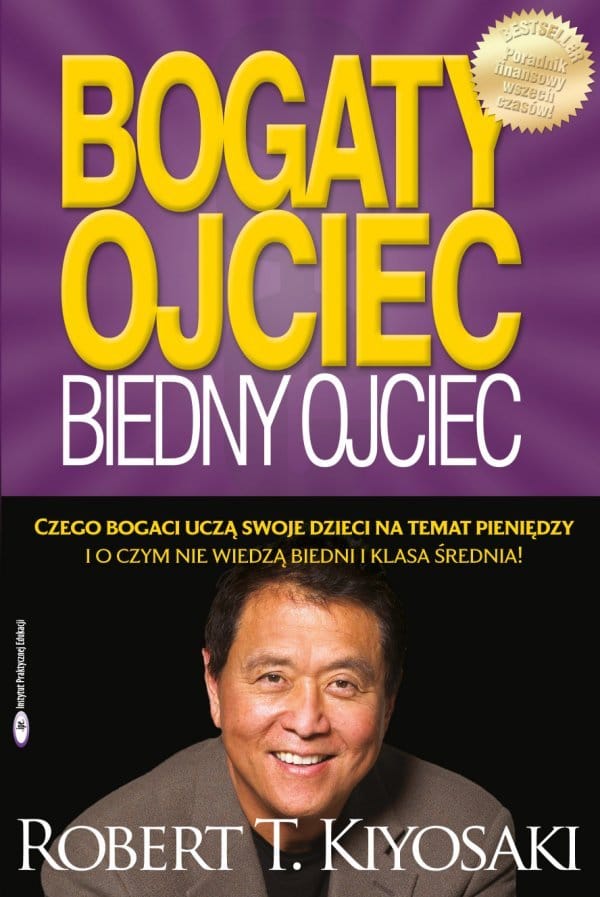 BESTSELLER
Poradnik
finansowy
wszech
czasów!
BOGATY
OJCIEC
BIEDNY OJCIEC
CZEGO BOGACI UCZĄ SWOJE DZIECI NA TEMAT PIENIĘDZY
I O CZYM NIE WIEDZĄ BIEDNI I KLASA ŚREDNIA!
.ipe. Instytut Praktycznej Edukacji
ROBERT T. KIYOSAKI